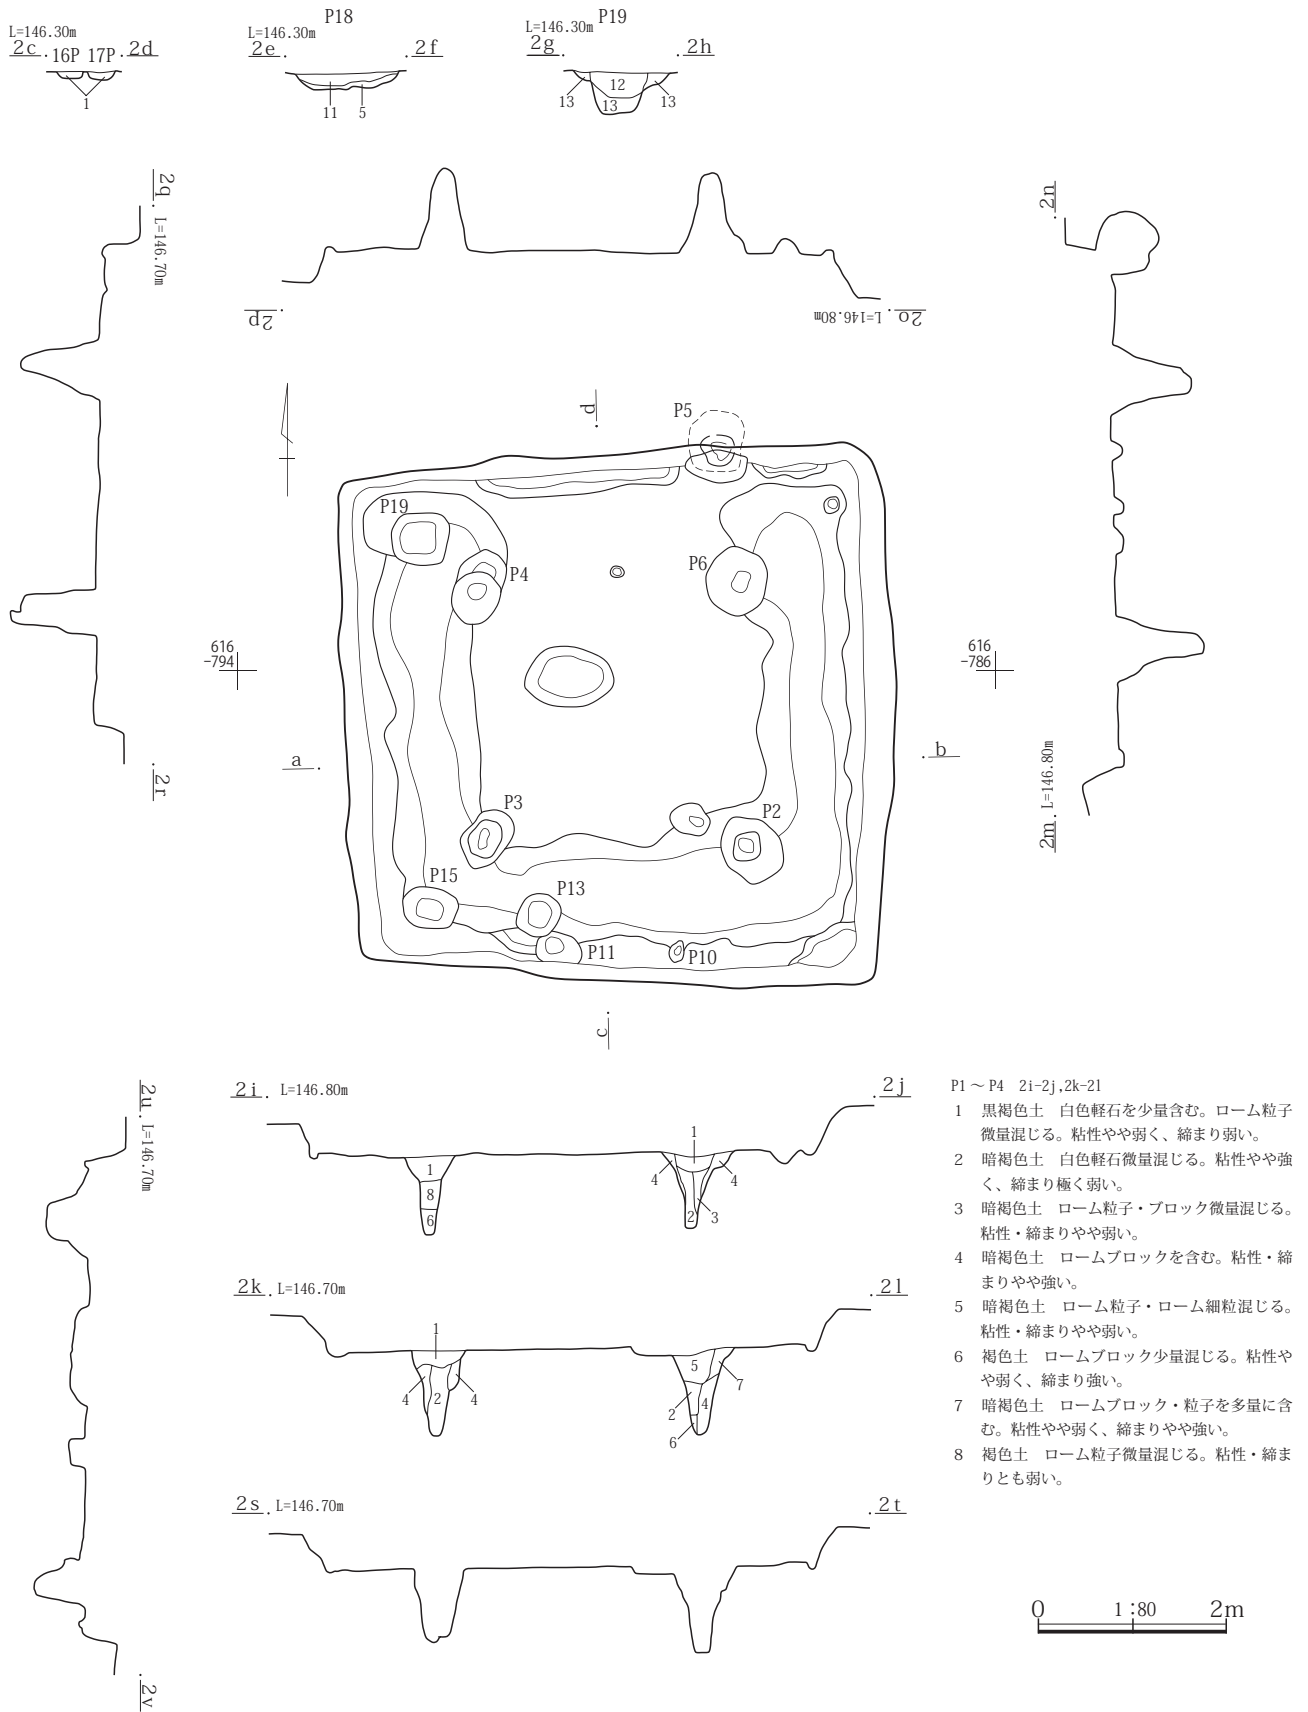 P18
P19
L=146.30m
L=146.30m
L=146.30m
2c 16P 17P 2d
2e 2f
2g 2h
1
11 5
12
13 13 13
2q
L=146.70m
2r
2p
L=146.80m 2o
2n
L=146.80m
2m
d
P5
P19
P4
P6
616
-794
616
-786
a
b
P3
P2
P15
P13
P11
P10
c
2u
L=146.70m
2v
2i L=146.80m 2j
1
8
6
1
4 4
2 3
2k L=146.70m 2l
1
4 2 4
5
7
2 4
6
2s L=146.70m 2t
P1～P4 2i-2j,2k-2l
1 黒褐色土 白色軽石を少量含む。ローム粒子
微量混じる。粘性やや弱く、締まり弱い。
2 暗褐色土 白色軽石微量混じる。粘性やや強
く、締まり極く弱い。
3 暗褐色土 ローム粒子・ブロック微量混じる。
粘性・締まりやや弱い。
4 暗褐色土 ロームブロックを含む。粘性・締
まりやや強い。
5 暗褐色土 ローム粒子・ローム細粒混じる。
粘性・締まりやや弱い。
6 褐色土 ロームブロック少量混じる。粘性や
や弱く、締まり強い。
7 暗褐色土 ロームブロック・粒子を多量に含
む。粘性やや弱く、締まりやや強い。
8 褐色土 ローム粒子微量混じる。粘性・締ま
りとも弱い。
0 1:80 2m